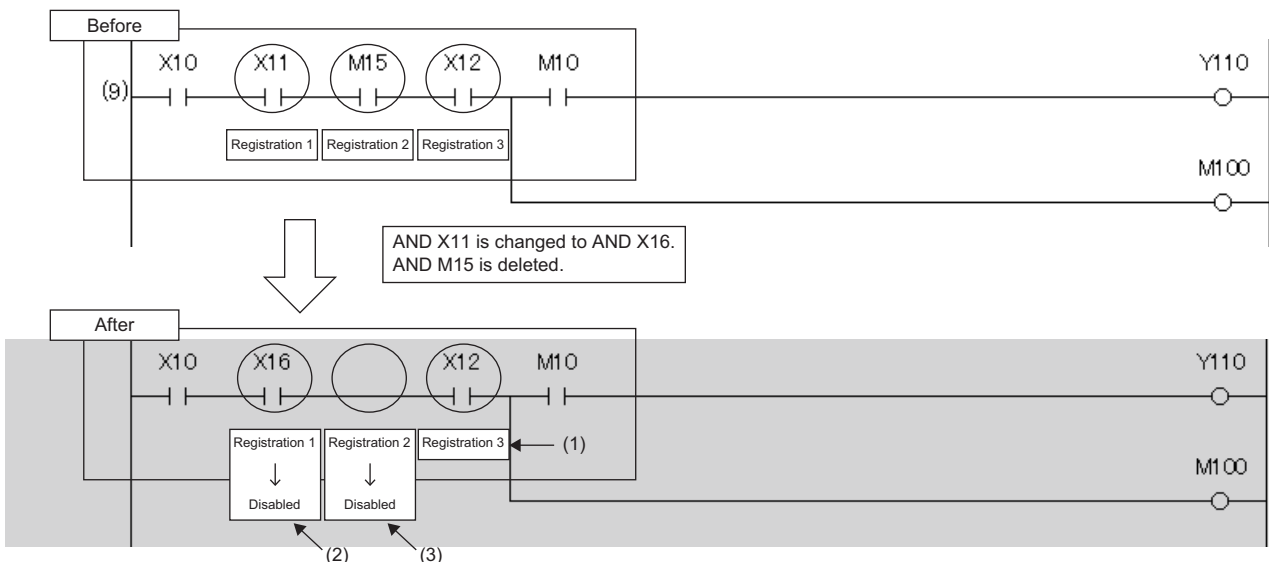 Before
X10 X11 M15 X12 M10 Y110
(9)
Registration 1 Registration 2 Registration 3
M100
AND X11 is changed to AND X16.
AND M15 is deleted.
After
X10 X16 X12 M10 Y110
Registration 1 Registration 2 Registration 3 (1)
↓ ↓
M100
Disabled Disabled
(2) (3)